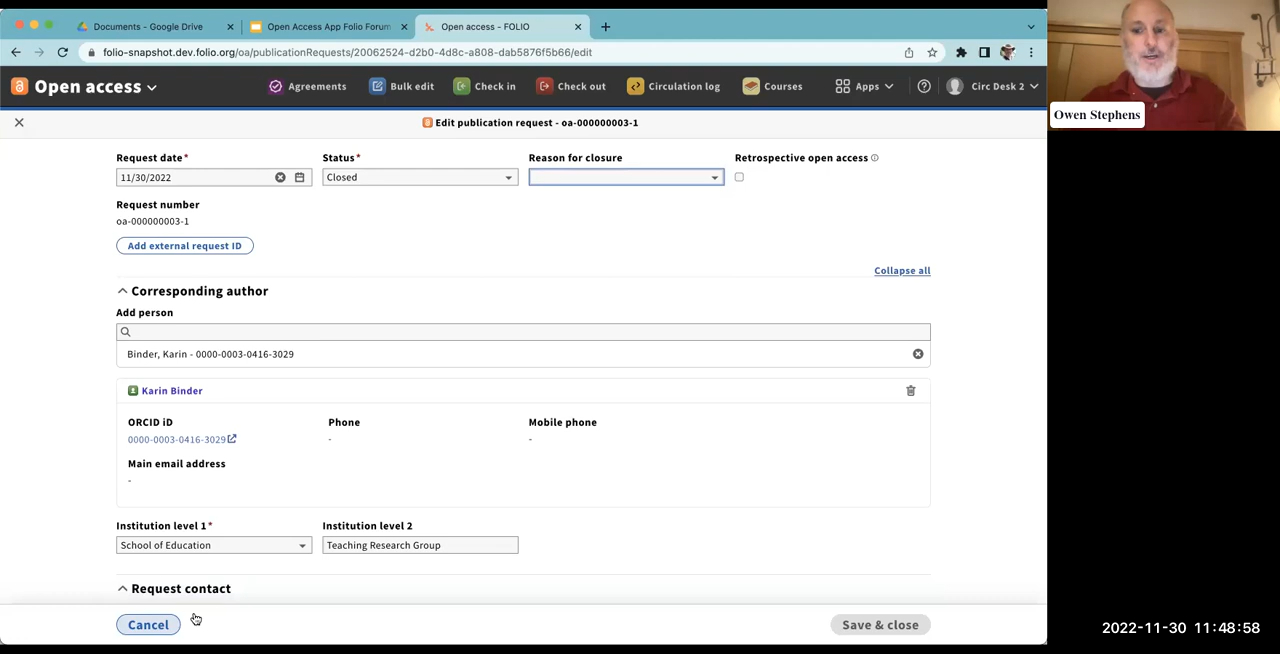 Documents - Google Drive
Open Access App Folio Forum
Open access - FOLIO
folio-snapshot.dev.folio.org/oa/publicationRequests/20062524-d2b0-4d8c-a808-dab5876f5b66/edit
Open access Agreements Bulk edit Check in Check out Circulation log Courses Apps Circ Desk 2
Owen Stephens
Edit publication request - oa-000000003-1
Request date* Status* Reason for closure Retrospective open access
11/30/2022 Closed
Request number
oa-000000003-1
Add external request ID
Collapse all
Corresponding author
Add person
Binder, Karin - 0000-0003-0416-3029
Karin Binder
ORCID iD Phone Mobile phone
0000-0003-0416-3029 - -
Main email address
-
Institution level 1* Institution level 2
School of Education Teaching Research Group
Request contact
Cancel Save & close
2022-11-30 11:48:58